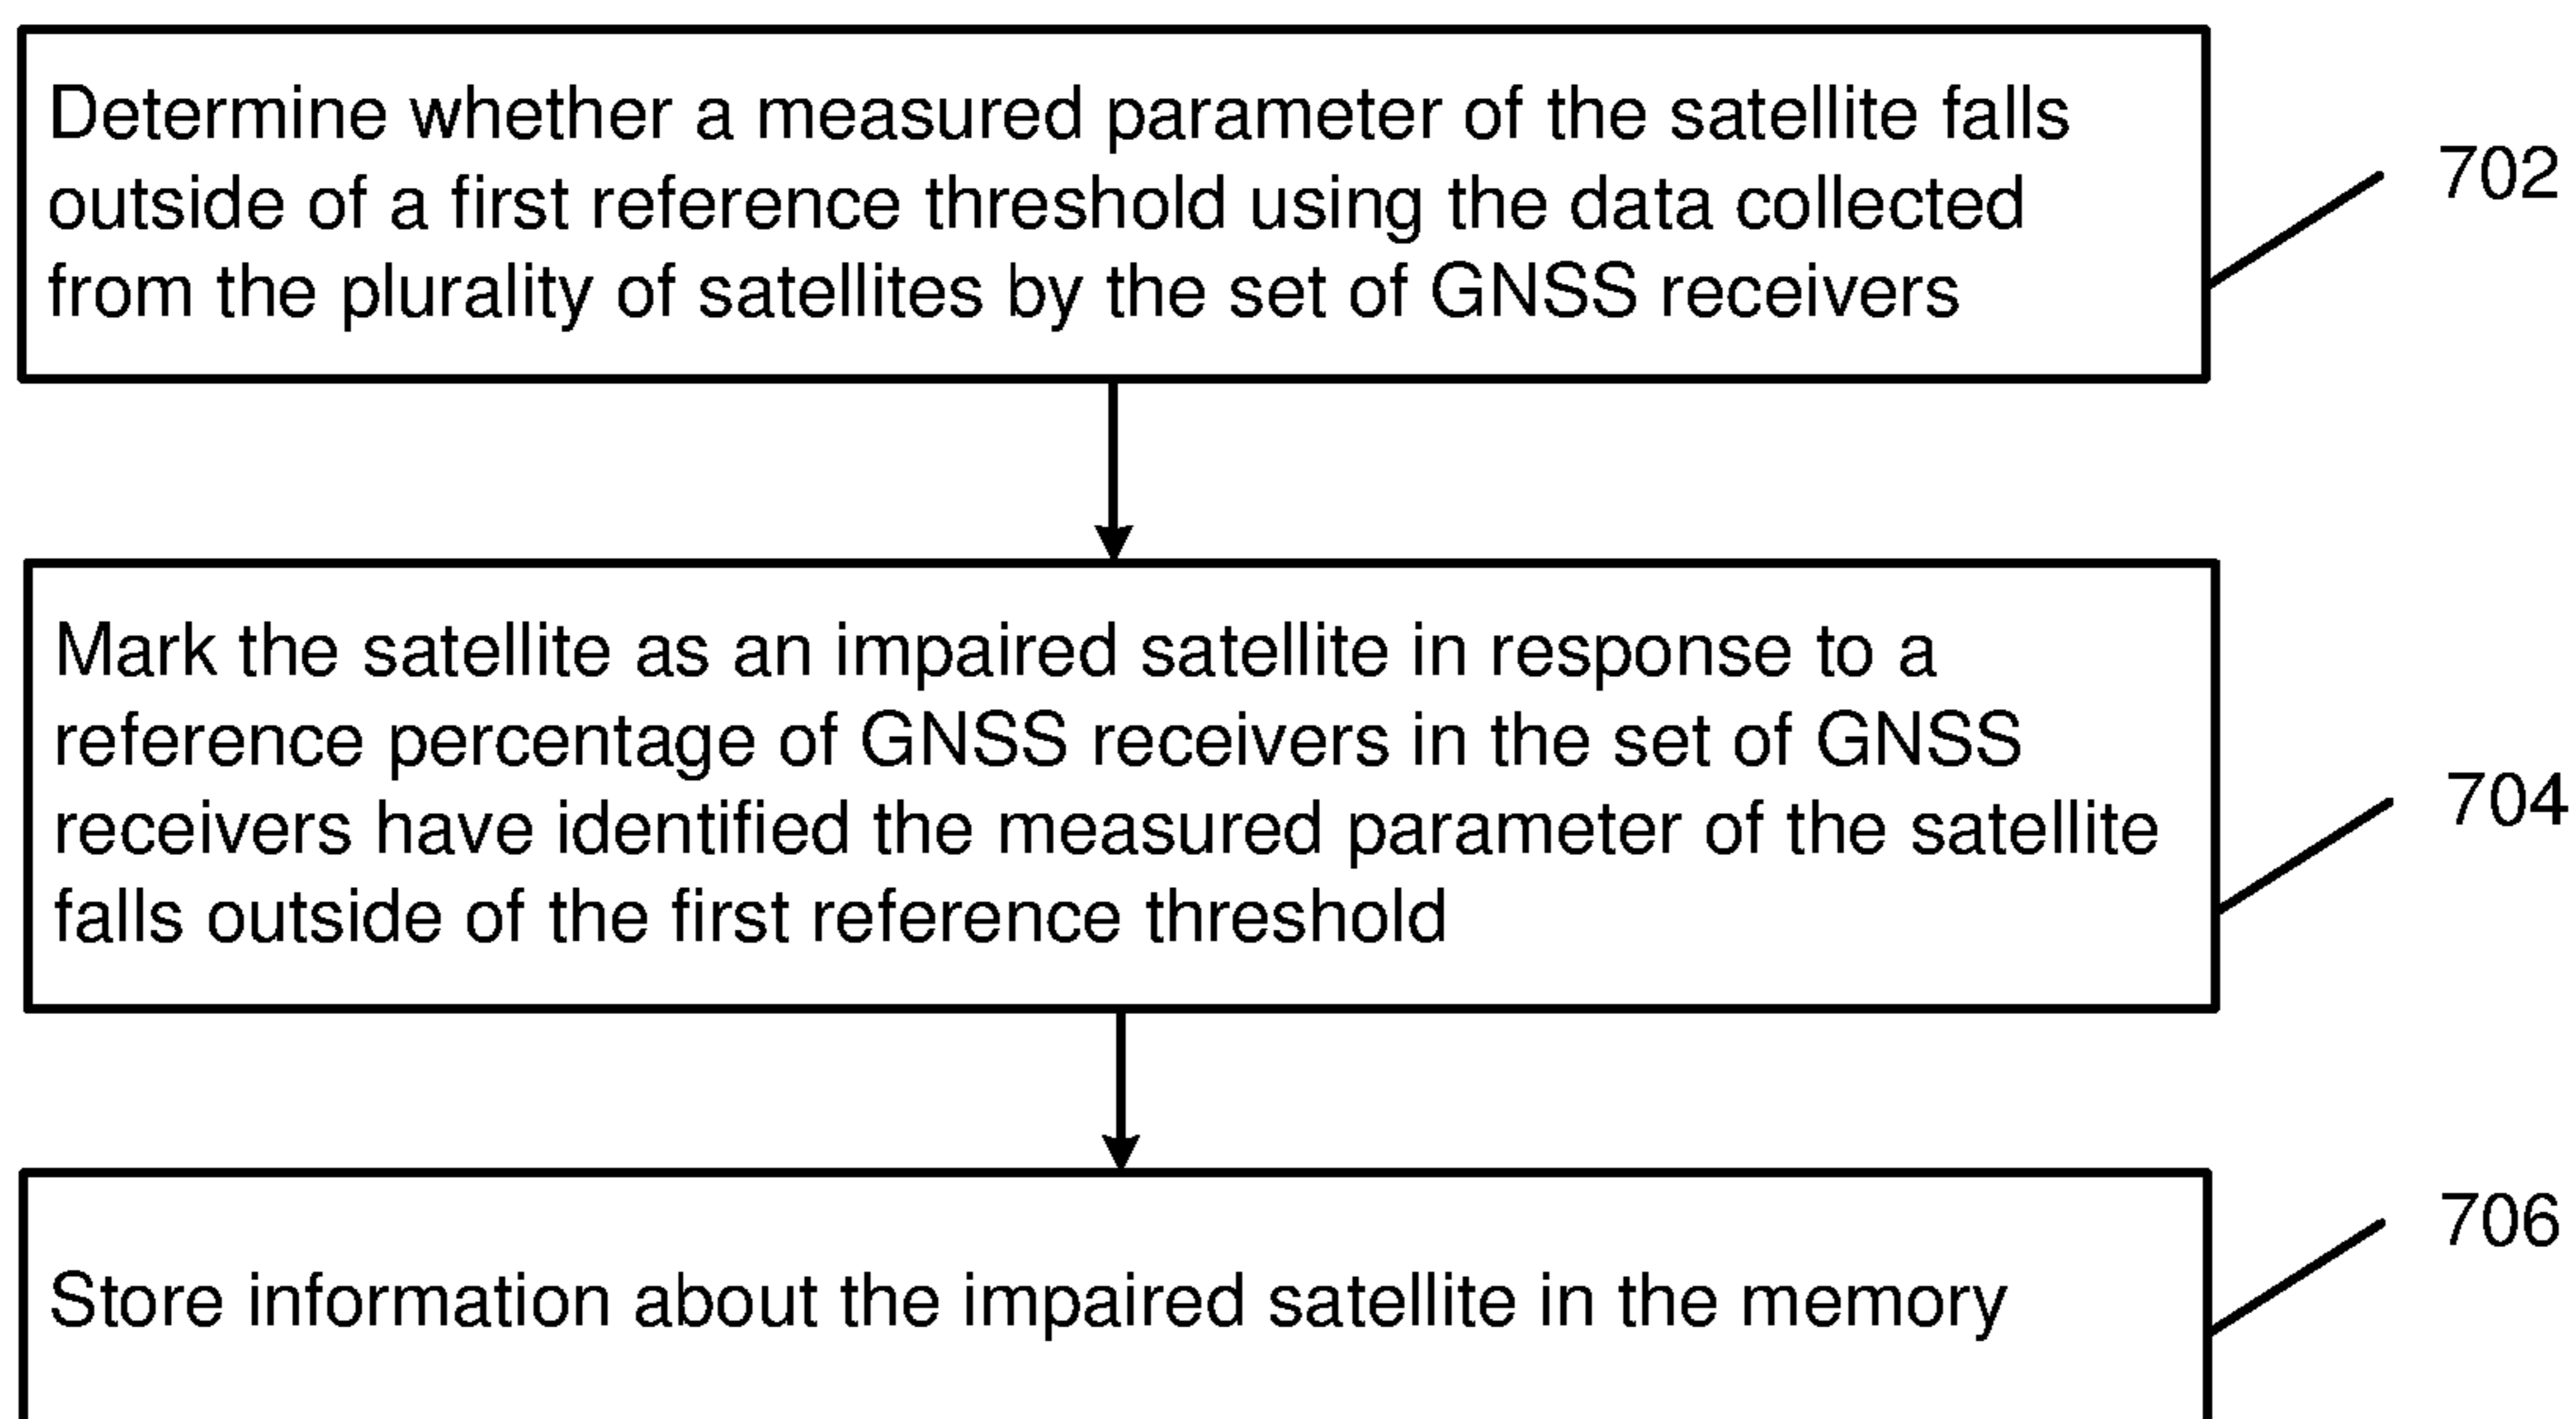 Determine whether a measured parameter of the satellite falls
outside of a first reference threshold using the data collected
from the plurality of satellites by the set of GNSS receivers
702
Mark the satellite as an impaired satellite in response to a
reference percentage of GNSS receivers in the set of GNSS
receivers have identified the measured parameter of the satellite
falls outside of the first reference threshold
704
Store information about the impaired satellite in the memory
706